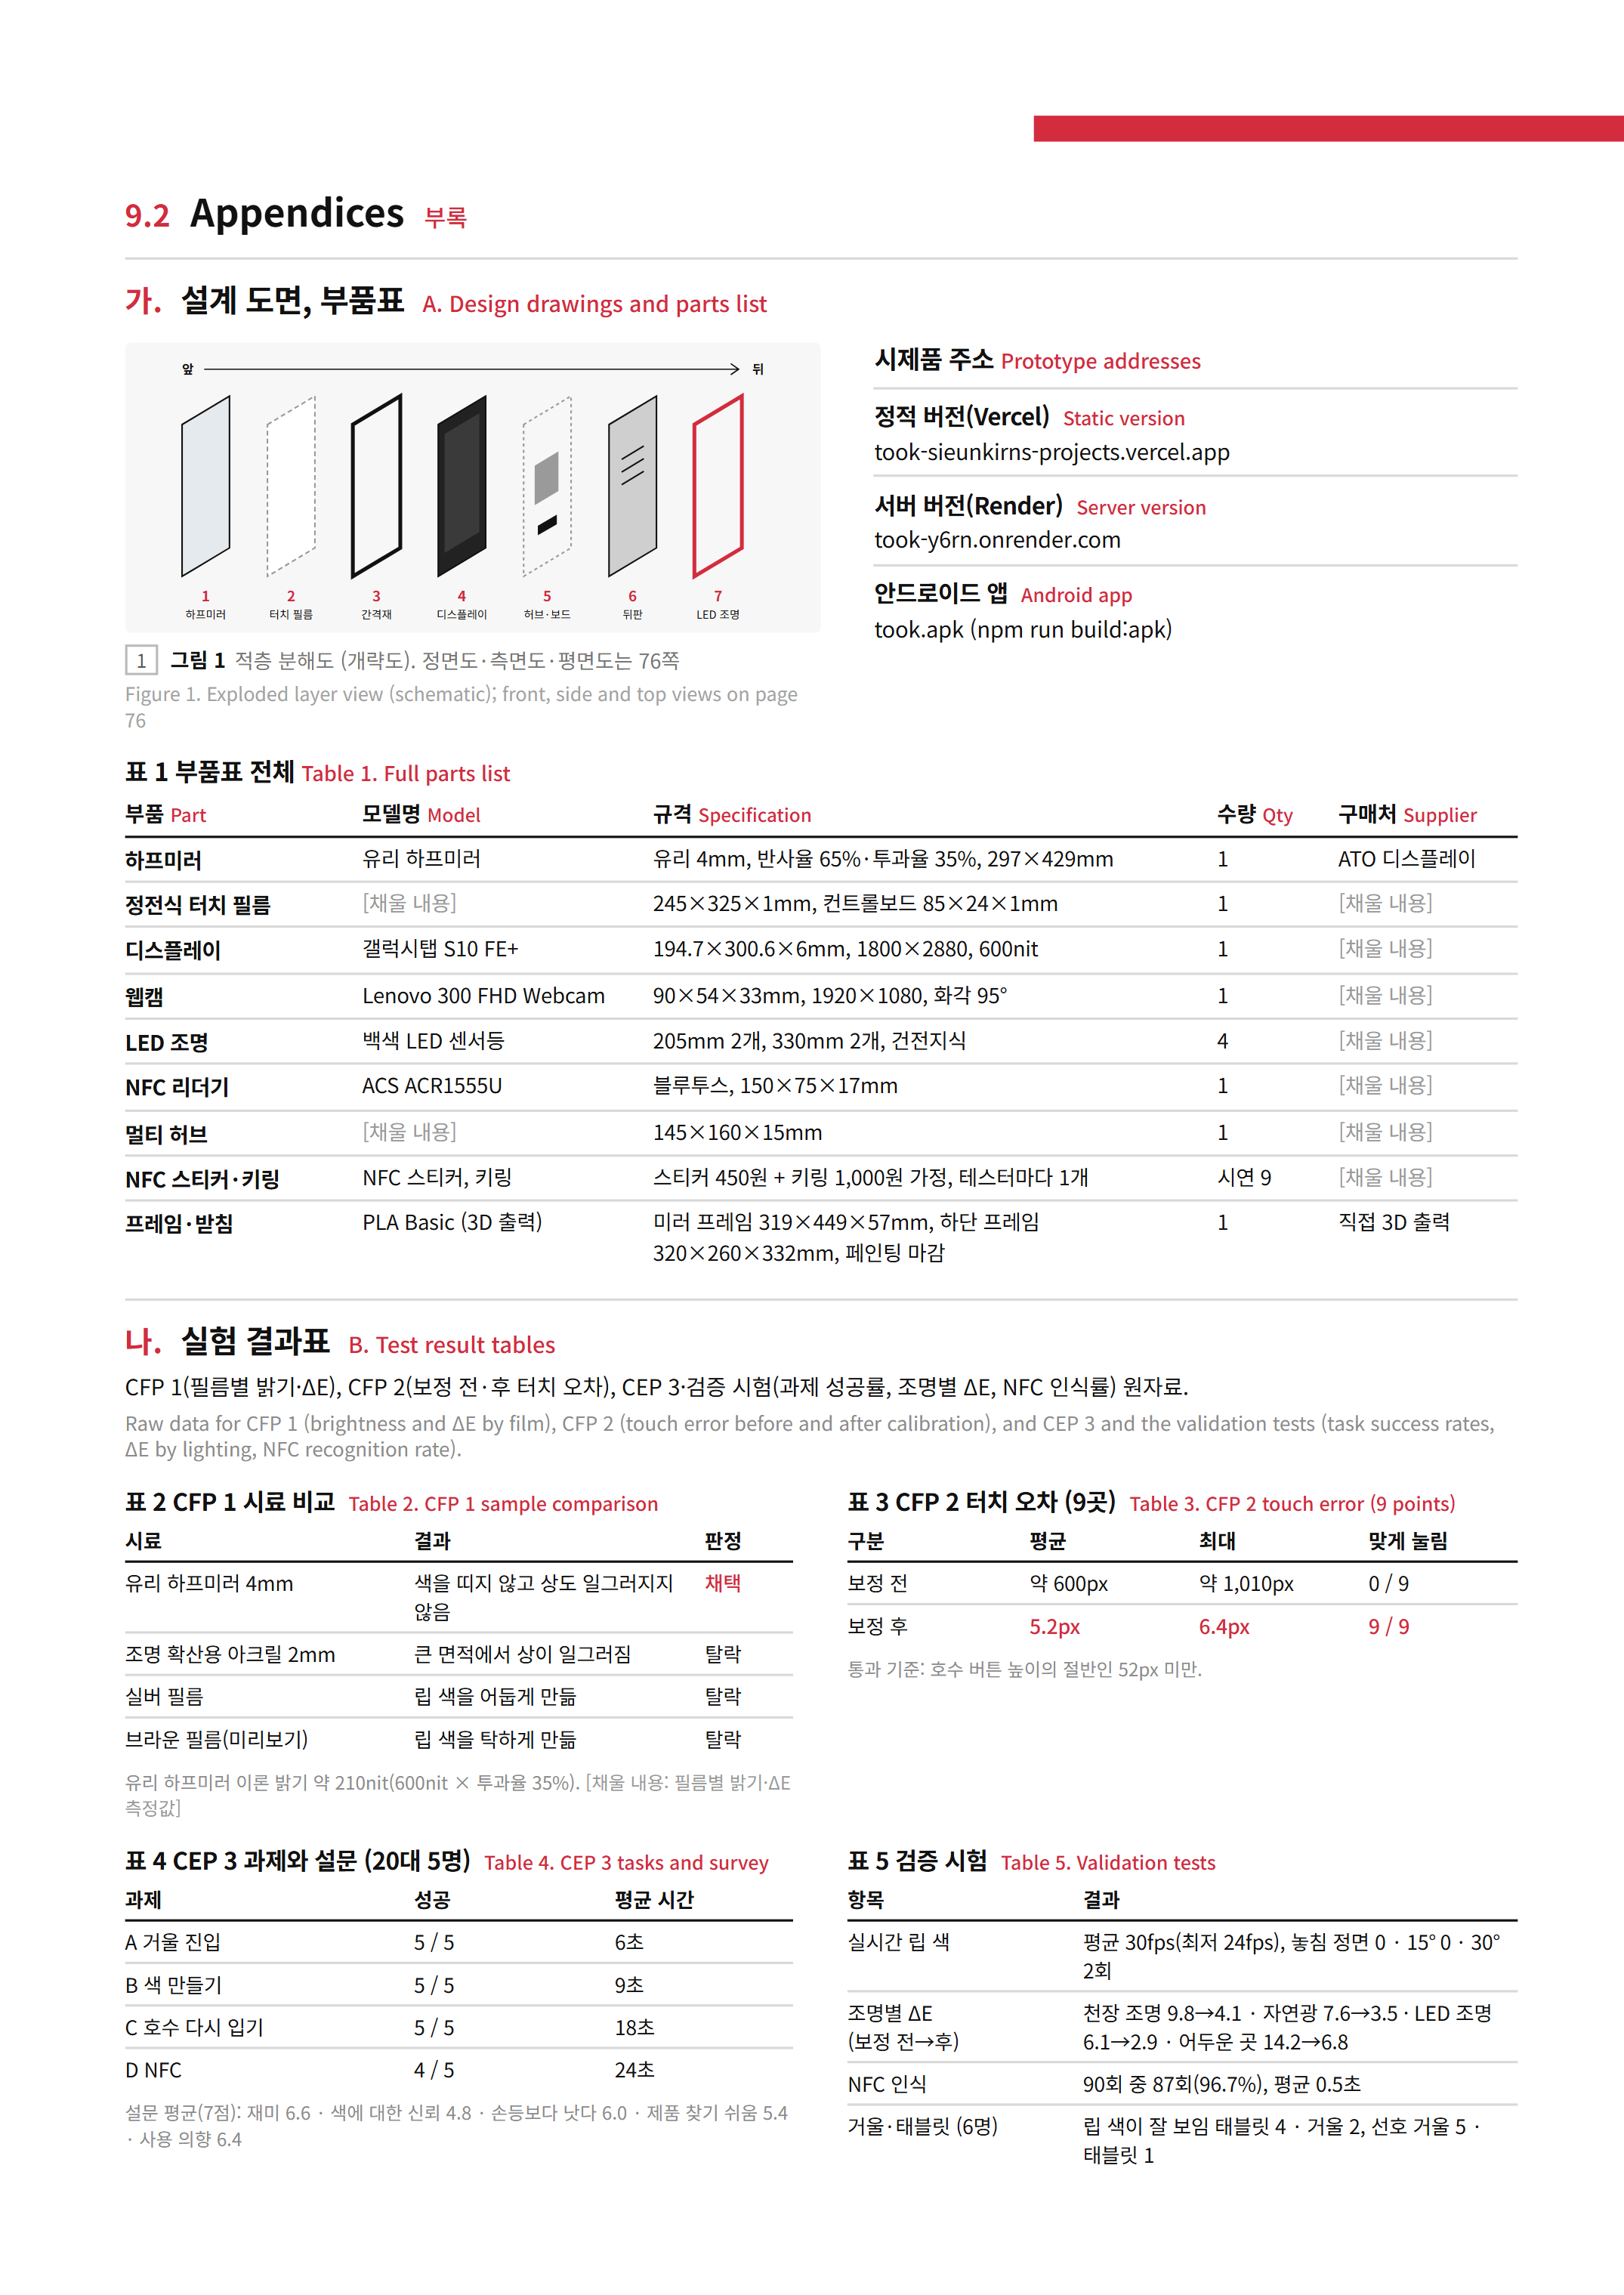 9.2 Appendices 부록
가. 설계 도면, 부품표 A. Design drawings and parts list
앞 뒤
1 2 3 4 5 6 7
하프미러 터치 필름 간격재 디스플레이 허브·보드 뒤판 LED 조명
1 그림 1 적층 분해도 (개략도). 정면도·측면도·평면도는 76쪽
Figure 1. Exploded layer view (schematic); front, side and top views on page
76
시제품 주소 Prototype addresses
정적 버전(Vercel) Static version
took-sieunkirns-projects.vercel.app
서버 버전(Render) Server version
took-y6rn.onrender.com
안드로이드 앱 Android app
took.apk (npm run build:apk)
표 1 부품표 전체 Table 1. Full parts list
부품 Part 모델명 Model 규격 Specification 수량 Qty 구매처 Supplier
하프미러 유리 하프미러 유리 4mm, 반사율 65%·투과율 35%, 297×429mm 1 ATO 디스플레이
정전식 터치 필름 [채울 내용] 245×325×1mm, 컨트롤보드 85×24×1mm 1 [채울 내용]
디스플레이 갤럭시탭 S10 FE+ 194.7×300.6×6mm, 1800×2880, 600nit 1 [채울 내용]
웹캠 Lenovo 300 FHD Webcam 90×54×33mm, 1920×1080, 화각 95° 1 [채울 내용]
LED 조명 백색 LED 센서등 205mm 2개, 330mm 2개, 건전지식 4 [채울 내용]
NFC 리더기 ACS ACR1555U 블루투스, 150×75×17mm 1 [채울 내용]
멀티 허브 [채울 내용] 145×160×15mm 1 [채울 내용]
NFC 스티커·키링 NFC 스티커, 키링 스티커 450원 + 키링 1,000원 가정, 테스터마다 1개 시연 9 [채울 내용]
프레임·받침 PLA Basic (3D 출력) 미러 프레임 319×449×57mm, 하단 프레임 1 직접 3D 출력
320×260×332mm, 페인팅 마감
나. 실험 결과표 B. Test result tables
CFP 1(필름별 밝기·ΔE), CFP 2(보정 전·후 터치 오차), CEP 3·검증 시험(과제 성공률, 조명별 ΔE, NFC 인식률) 원자료.
Raw data for CFP 1 (brightness and ΔE by film), CFP 2 (touch error before and after calibration), and CEP 3 and the validation tests (task success rates,
ΔE by lighting, NFC recognition rate).
표 2 CFP 1 시료 비교 Table 2. CFP 1 sample comparison
시료 결과 판정
유리 하프미러 4mm 색을 띠지 않고 상도 일그러지지 채택
않음
조명 확산용 아크릴 2mm 큰 면적에서 상이 일그러짐 탈락
실버 필름 립 색을 어둡게 만듦 탈락
브라운 필름(미리보기) 립 색을 탁하게 만듦 탈락
유리 하프미러 이론 밝기 약 210nit(600nit × 투과율 35%). [채울 내용: 필름별 밝기·ΔE
측정값]
표 3 CFP 2 터치 오차 (9곳) Table 3. CFP 2 touch error (9 points)
구분 평균 최대 맞게 눌림
보정 전 약 600px 약 1,010px 0 / 9
보정 후 5.2px 6.4px 9 / 9
통과 기준: 호수 버튼 높이의 절반인 52px 미만.
표 4 CEP 3 과제와 설문 (20대 5명) Table 4. CEP 3 tasks and survey
과제 성공 평균 시간
A 거울 진입 5 / 5 6초
B 색 만들기 5 / 5 9초
C 호수 다시 입기 5 / 5 18초
D NFC 4 / 5 24초
설문 평균(7점): 재미 6.6 · 색에 대한 신뢰 4.8 · 손등보다 낫다 6.0 · 제품 찾기 쉬움 5.4
· 사용 의향 6.4
표 5 검증 시험 Table 5. Validation tests
항목 결과
실시간 립 색 평균 30fps(최저 24fps), 놓침 정면 0 · 15° 0 · 30°
2회
조명별 ΔE 천장 조명 9.8→4.1 · 자연광 7.6→3.5 · LED 조명
(보정 전→후) 6.1→2.9 · 어두운 곳 14.2→6.8
NFC 인식 90회 중 87회(96.7%), 평균 0.5초
거울·태블릿 (6명) 립 색이 잘 보임 태블릿 4 · 거울 2, 선호 거울 5 ·
태블릿 1